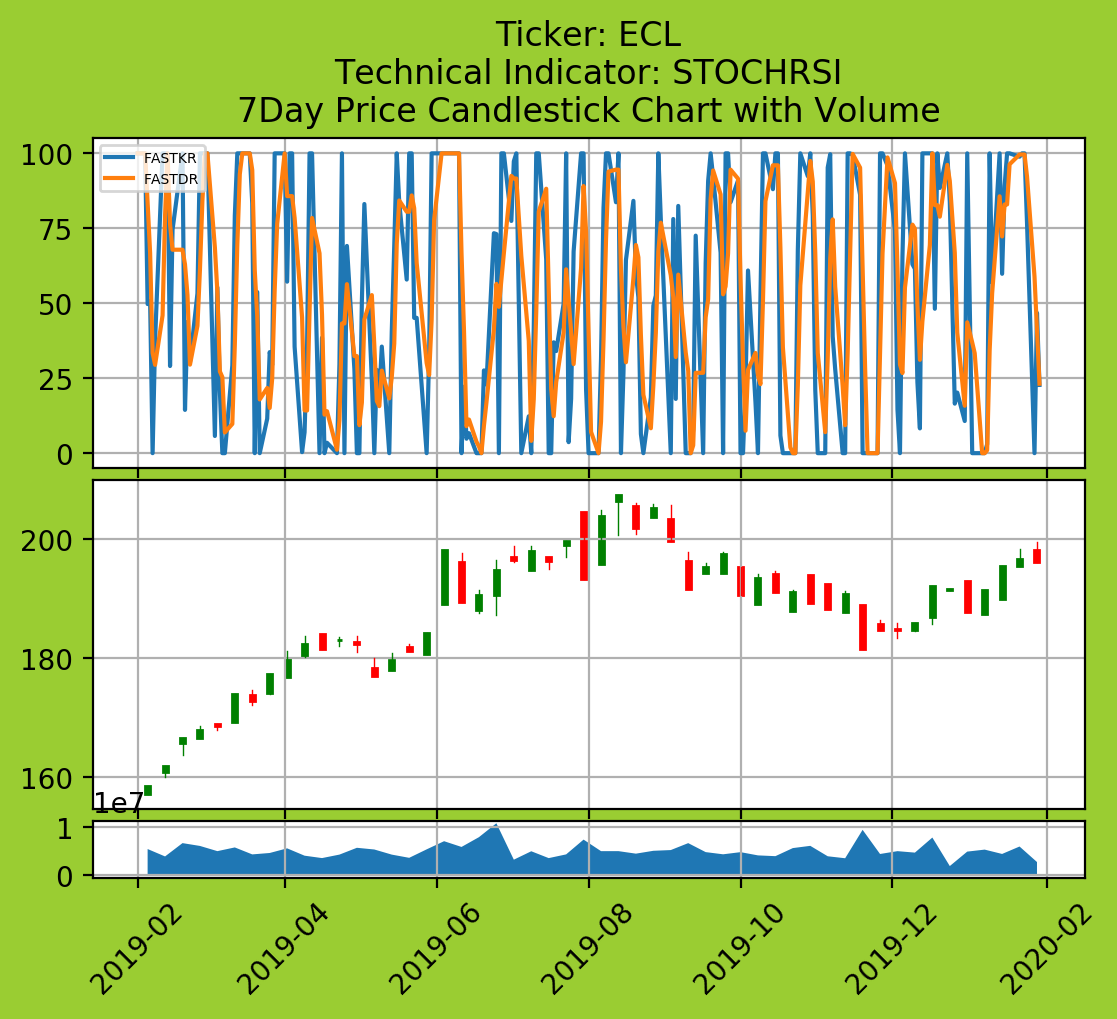 Ticker: ECL
Technical Indicator: STOCHRSI
7Day Price Candlestick Chart with Volume
100
75
50
25
0
FASTKR
FASTDR
200
180
160
1e7
1
0
2019-02
2019-04
2019-06
2019-08
2019-10
2019-12
2020-02